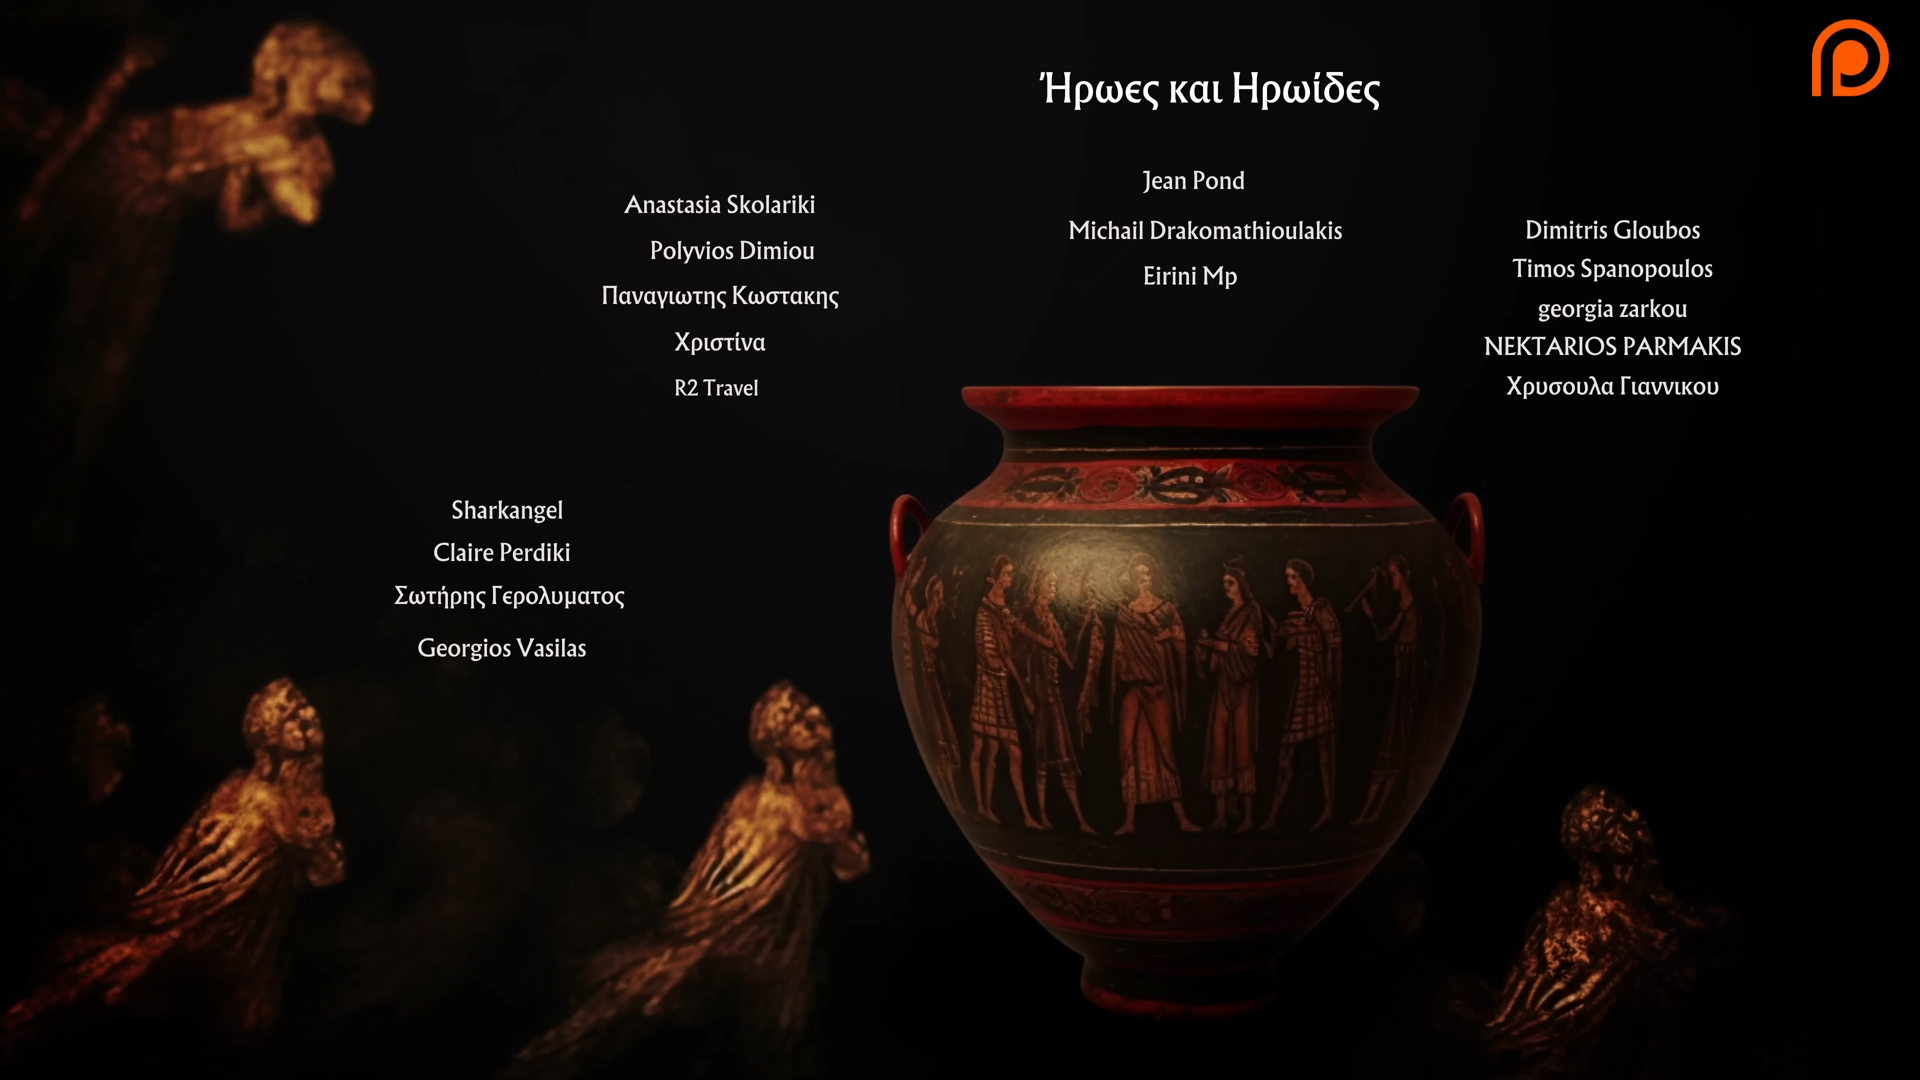 Ήρωες και Ηρωίδες
Jean Pond
Michail Drakomathioulakis
Eirini Mp
Anastasia Skolariki
Polyvios Dimiou
Παναγιωτης Κωστακης
Χριστίνα
R2 Travel
Dimitris Gloubos
Timos Spanopoulos
georgia zarkou
NEKTARIOS PARMAKIS
Χρυσουλα Γιαννικου
Sharkangel
Claire Perdiki
Σωτήρης Γερολυματος
Georgios Vasilas